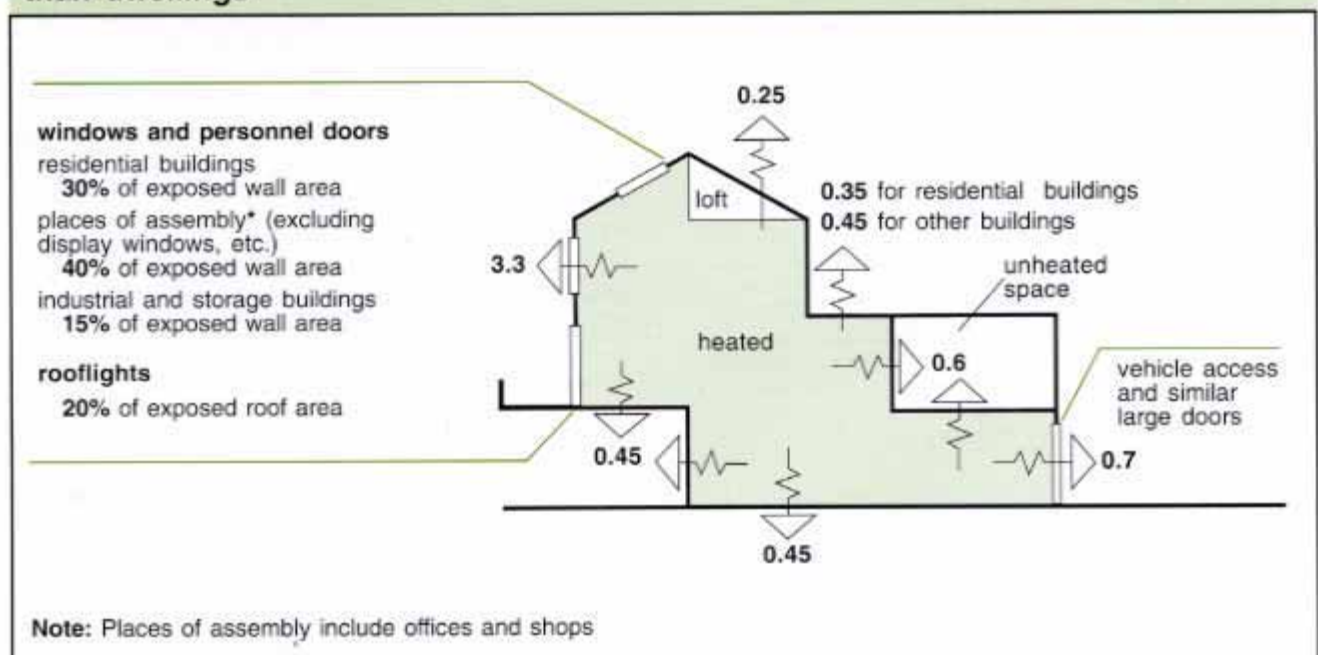 windows and personnel doors
residential buildings
30% of exposed wall area
places of assembly* (excluding
display windows, etc.)
40% of exposed wall area
industrial and storage buildings
15% of exposed wall area
rooflights
20% of exposed roof area
0.25
loft
0.35 for residential buildings
0.45 for other buildings
3.3
unheated
space
heated
0.6
vehicle access
and similar
large doors
0.45
0.7
0.45
Note: Places of assembly include offices and shops